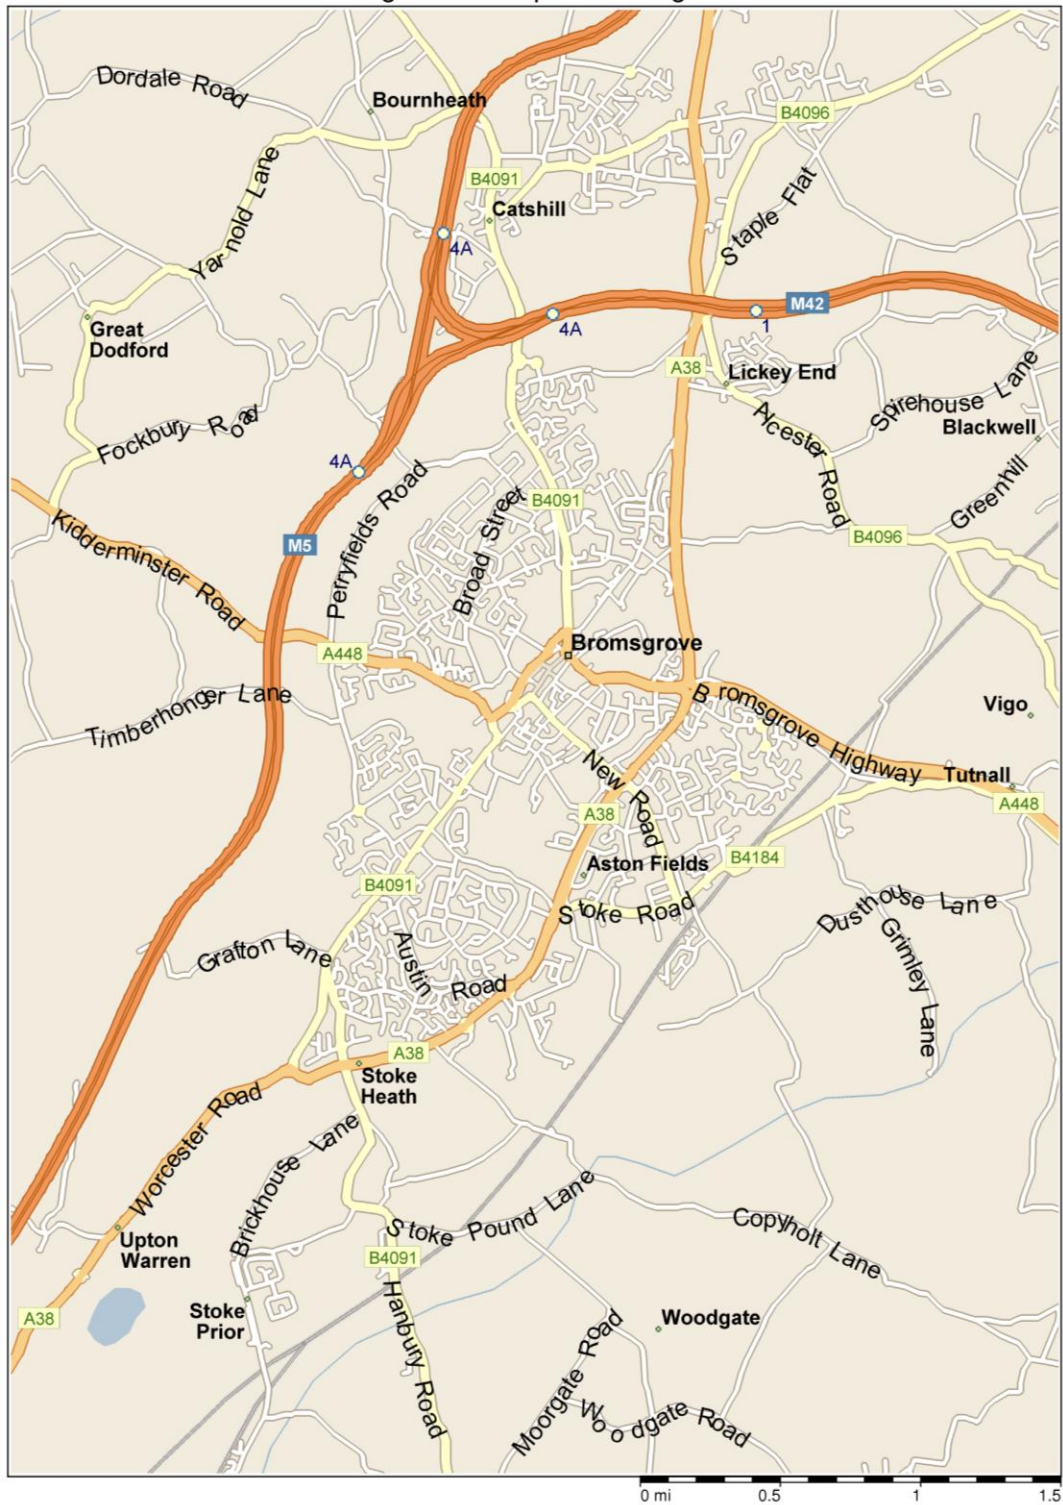 Dordale Road
Bournheath
B4096
Yarnold Lane
B4091
Catshill
Staple Flat
4A
M42
4A
1
Great
Dodford
A38
Lickey End
Spirehouse Lane
Fockbury Road
Alcester Road
Blackwell
4A
Perryfields Road
Broad Street
B4091
Greenhill
Kidderminster Road
M5
B4096
A448
Bromsgrove
Timberhonger Lane
Bromsgrove Highway
Vigo
Tutnall
New Road
A38
A448
B4184
Aston Fields
B4091
Stoke Road
Dusthouse Lane
Grafton Lane
Austin Road
Grimley Lane
A38
Stoke
Heath
Worcester Road
Brickhouse Lane
Stoke Pound Lane
Copyholt Lane
Upton
Warren
B4091
A38
Stoke
Prior
Hanbury Road
Woodgate
Moorgate Road
Woodgate Road
0 mi 0.5 1 1.5